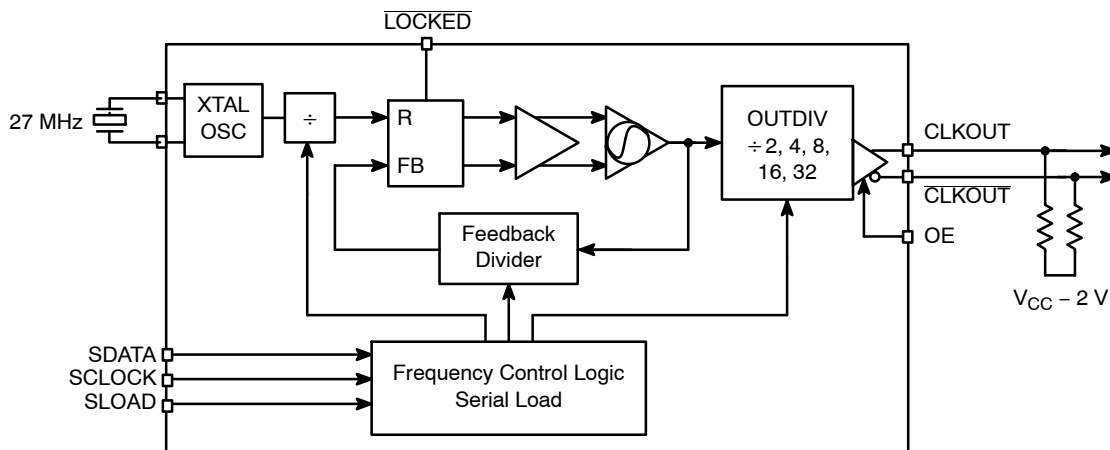 LOCKED
27 MHz
XTAL
OSC
÷
R
FB
OUTDIV
÷ 2, 4, 8,
16, 32
CLKOUT
CLKOUT
OE
Feedback
Divider
VCC − 2 V
SDATA
SCLOCK
SLOAD
Frequency Control Logic
Serial Load